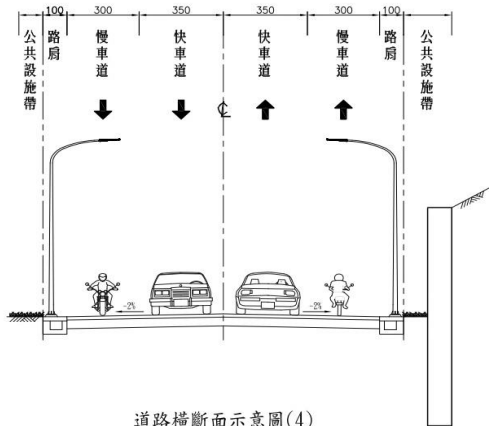 100 300 350 350 300 100
公共設施帶 路肩 慢車道 快車道 快車道 慢車道 路肩 公共設施帶
℄
-2% -2%
道路橫斷面示意圖(4)